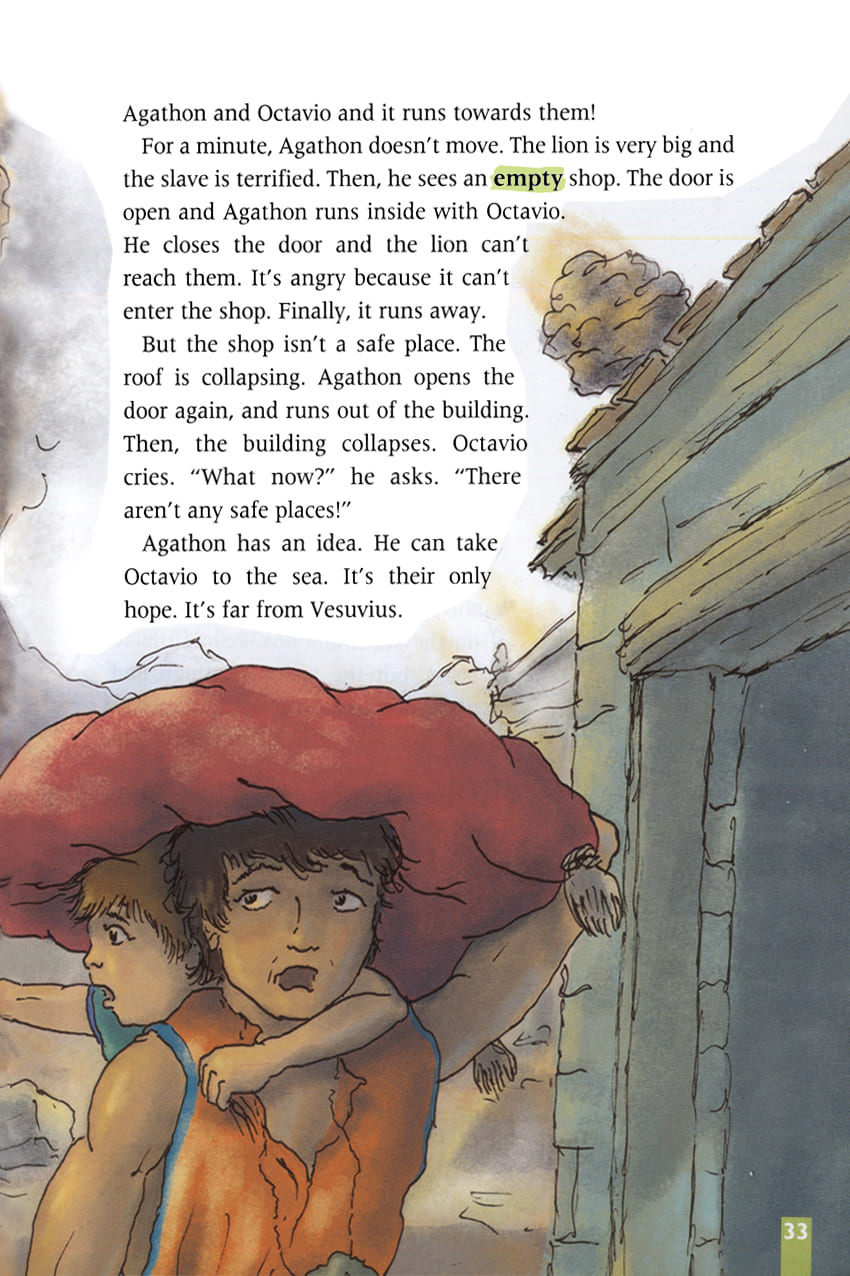 Agathon and Octavio and it runs towards them!
For a minute, Agathon doesn't move. The lion is very big and
the slave is terrified. Then, he sees an empty shop. The door is
open and Agathon runs inside with Octavio.
He closes the door and the lion can't
reach them. It's angry because it can't
enter the shop. Finally, it runs away.
But the shop isn't a safe place. The
roof is collapsing. Agathon opens the
door again, and runs out of the building.
Then, the building collapses. Octavio
cries. “What now?” he asks. “There
aren't any safe places!”
Agathon has an idea. He can take
Octavio to the sea. It's their only
hope. It's far from Vesuvius.
33